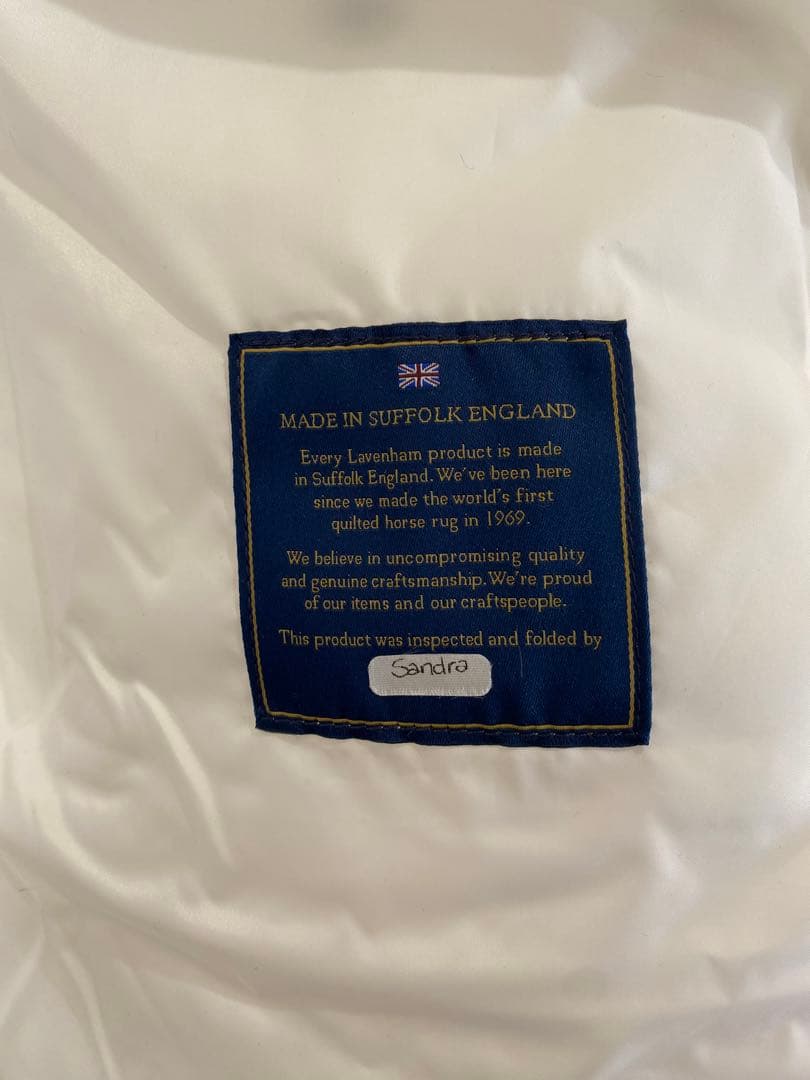 MADE IN SUFFOLK ENGLAND
Every Lavenham product is made
in Suffolk England. We've been here
since we made the world's first
quilted horse rug in 1969.
We believe in uncompromising quality
and genuine craftsmanship. We're proud
of our items and our craftspeople.
This product was inspected and folded by
Sandra